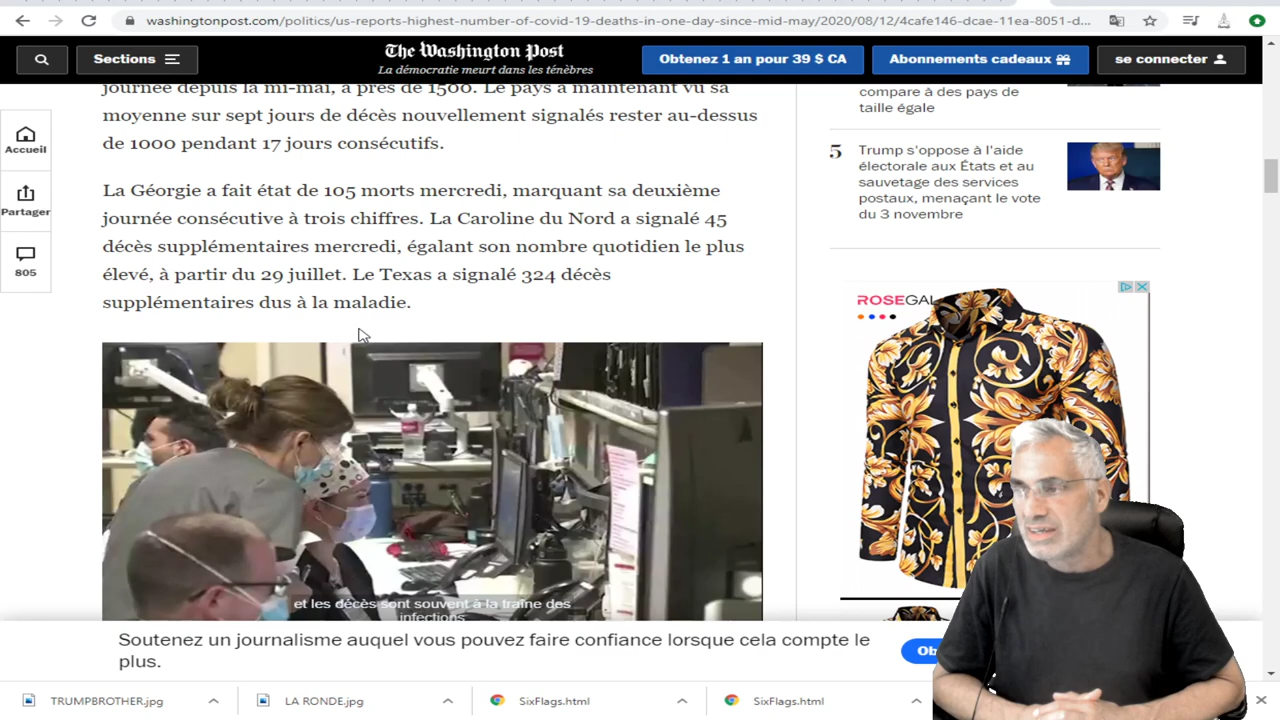 washingtonpost.com/politics/us-reports-highest-number-of-covid-19-deaths-in-one-day-since-mid-may/2020/08/12/4cafe146-dcae-11ea-8051-d...
Sections
The Washington Post
La démocratie meurt dans les ténèbres
Obtenez 1 an pour 39 $ CA
Abonnements cadeaux
se connecter
Accueil
Partager
805
journée depuis la mi-mai, à près de 1500. Le pays a maintenant vu sa
moyenne sur sept jours de décès nouvellement signalés rester au-dessus
de 1000 pendant 17 jours consécutifs.
La Géorgie a fait état de 105 morts mercredi, marquant sa deuxième
journée consécutive à trois chiffres. La Caroline du Nord a signalé 45
décès supplémentaires mercredi, égalant son nombre quotidien le plus
élevé, à partir du 29 juillet. Le Texas a signalé 324 décès
supplémentaires dus à la maladie.
et les décès sont souvent à la traîne des
infections
compare à des pays de
taille égale
5
Trump s'oppose à l'aide
électorale aux États et au
sauvetage des services
postaux, menaçant le vote
du 3 novembre
ROSEGAL
Soutenez un journalisme auquel vous pouvez faire confiance lorsque cela compte le
plus.
Ob
TRUMPBROTHER.jpg
LA RONDE.jpg
SixFlags.html
SixFlags.html